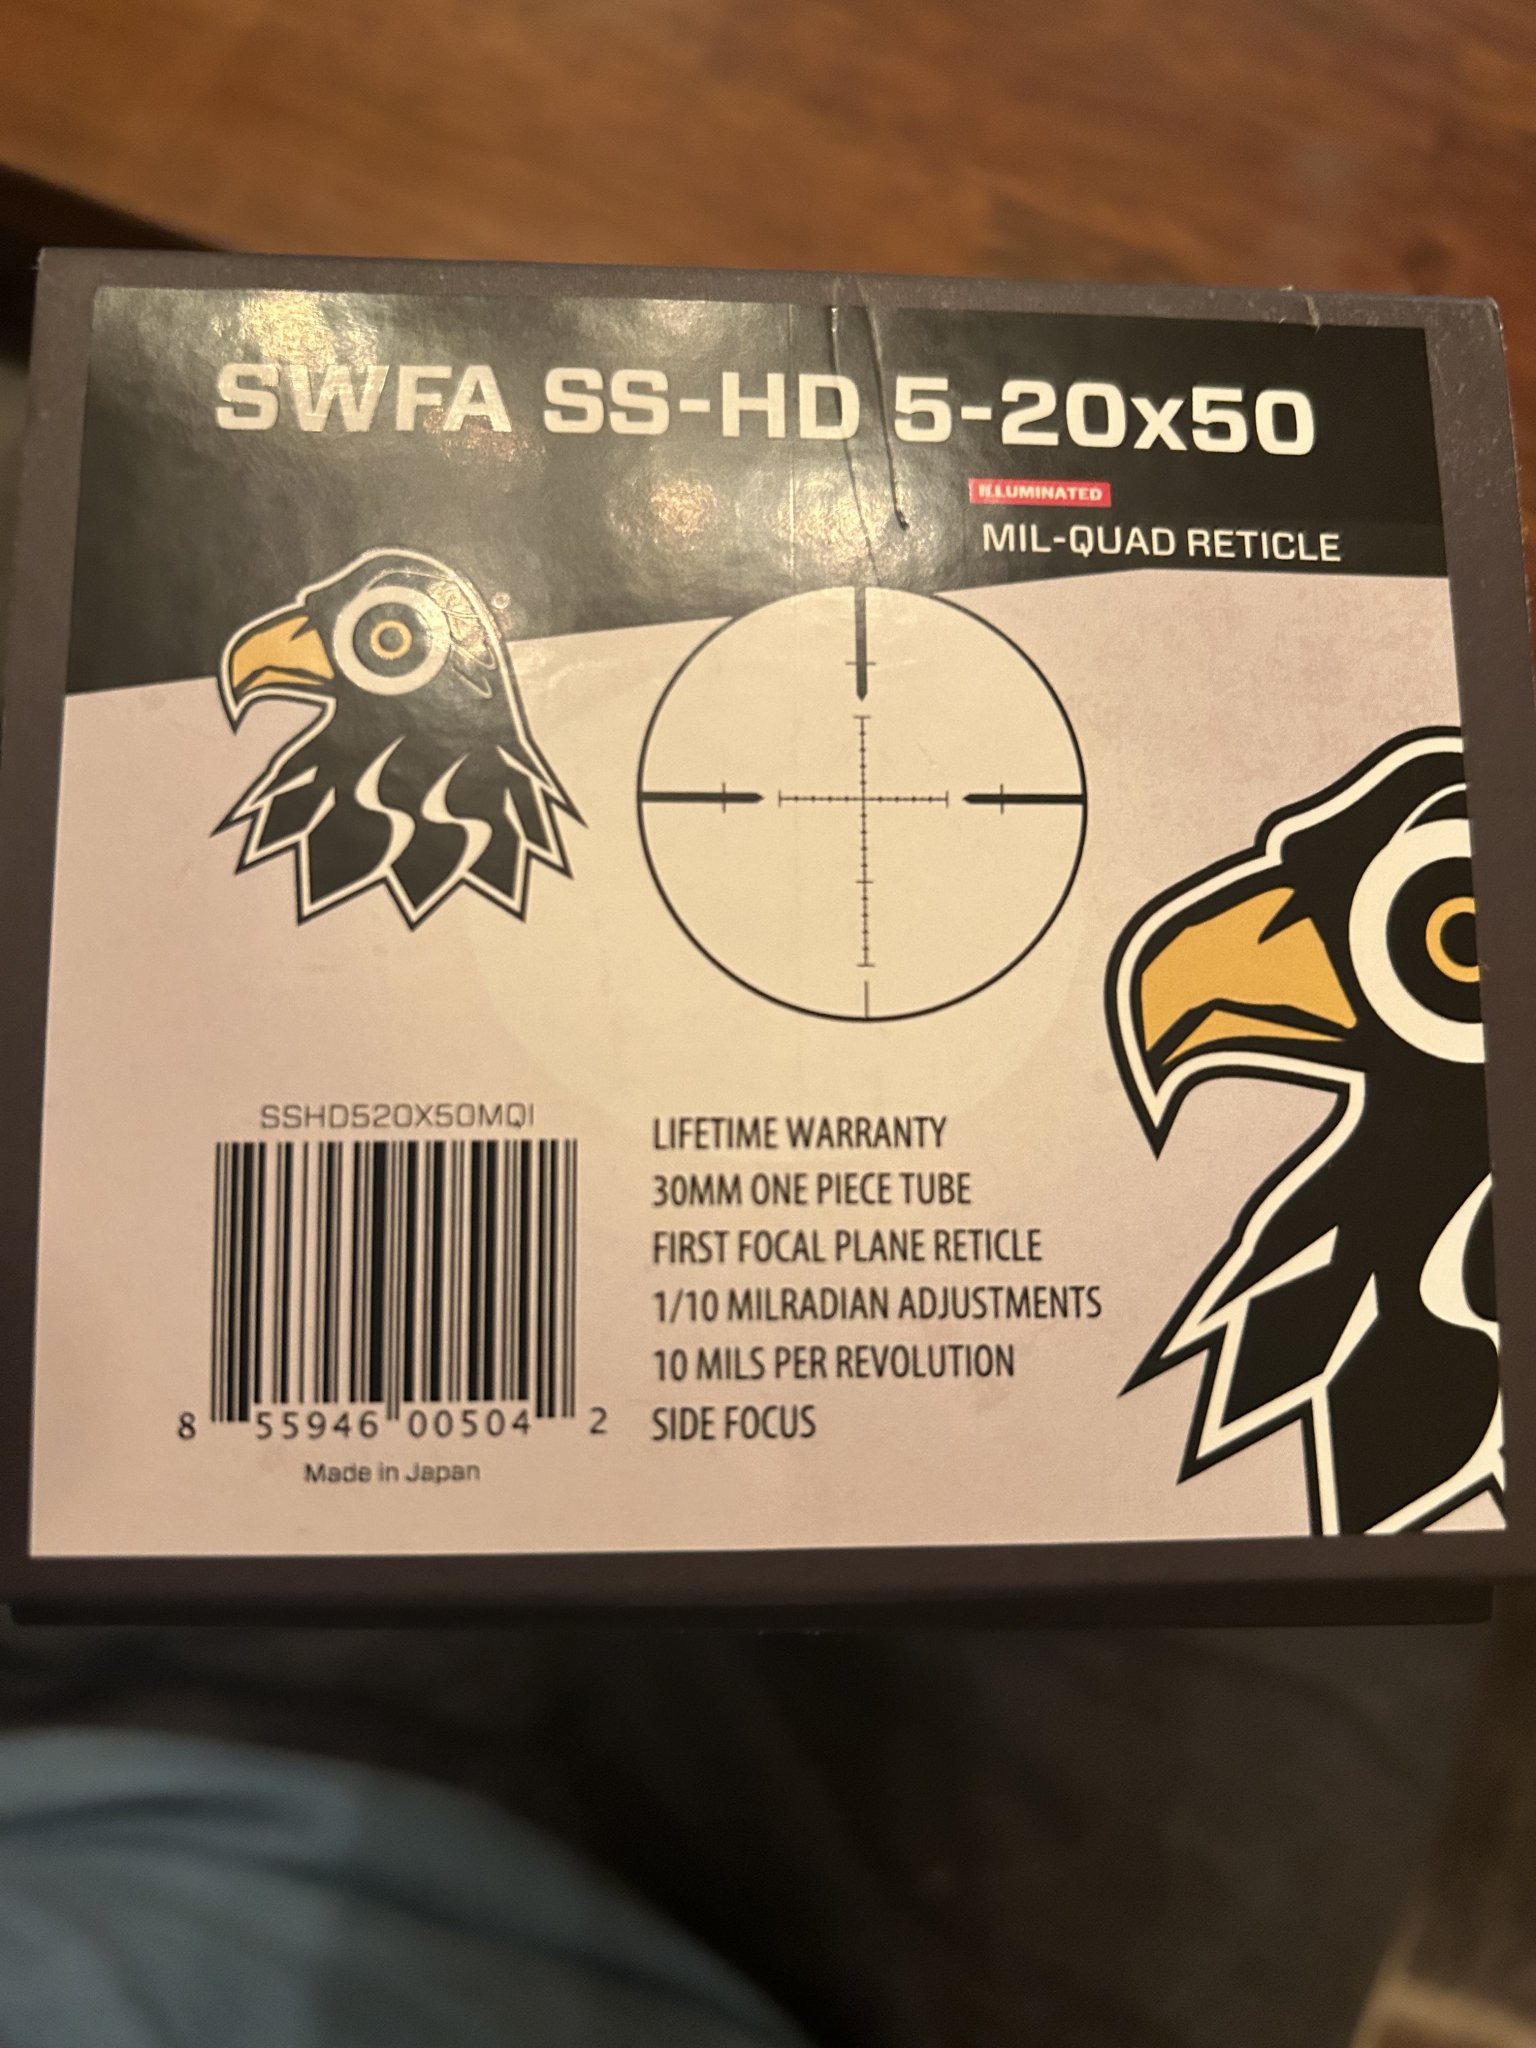 SWFA SS-HD 5-20x50
ILLUMINATED
MIL-QUAD RETICLE
SSHD520X50MQI
8 55946 00504 2
Made in Japan
LIFETIME WARRANTY
30MM ONE PIECE TUBE
FIRST FOCAL PLANE RETICLE
1/10 MILRADIAN ADJUSTMENTS
10 MILS PER REVOLUTION
SIDE FOCUS